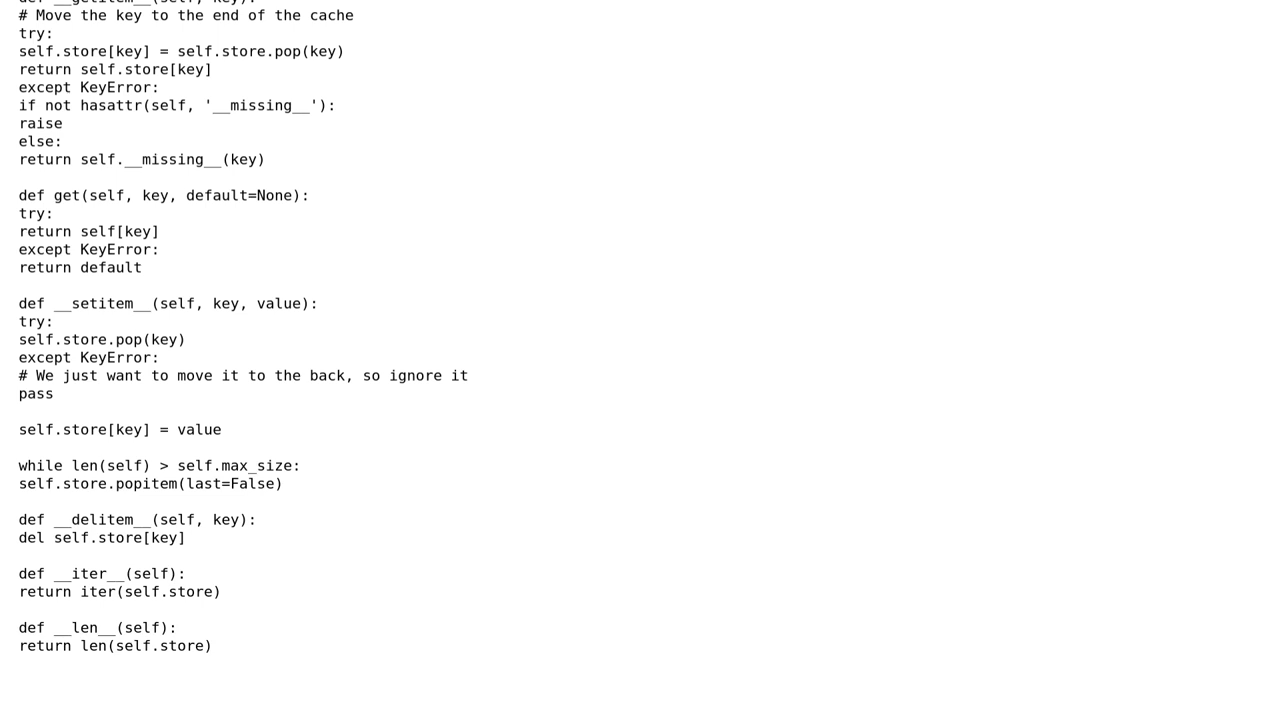 def __getitem__(self, key):
# Move the key to the end of the cache
try:
self.store[key] = self.store.pop(key)
return self.store[key]
except KeyError:
if not hasattr(self, '__missing__'):
raise
else:
return self.__missing__(key)

def get(self, key, default=None):
try:
return self[key]
except KeyError:
return default

def __setitem__(self, key, value):
try:
self.store.pop(key)
except KeyError:
# We just want to move it to the back, so ignore it
pass

self.store[key] = value

while len(self) > self.max_size:
self.store.popitem(last=False)

def __delitem__(self, key):
del self.store[key]

def __iter__(self):
return iter(self.store)

def __len__(self):
return len(self.store)